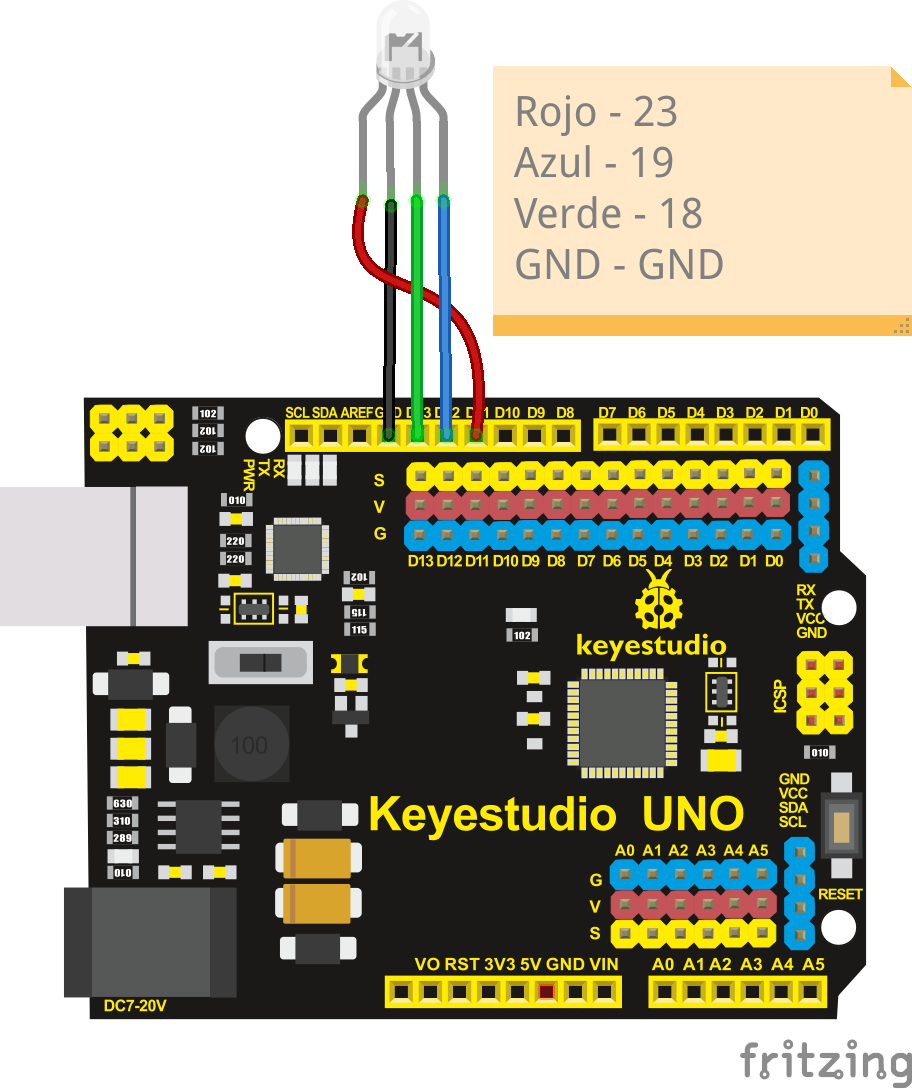 Rojo - 23
Azul - 19
Verde - 18
GND - GND
SCL SDA AREF D10 D9 D8 D7 D6 D5 D4 D3 D2 D1 D0
102
102
102
RX
TX
PWR
S
V
G
010
220
220
D13 D12 D11 D10 D9 D8 D7 D6 D5 D4 D3 D2 D1 D0
102
115
115
RX
TX
VCC
GND
102
keyestudio
ICSP
100
010
630
310
289
010
Keyestudio UNO
GND
VCC
SDA
SCL
A0 A1 A2 A3 A4 A5
G
V
S
RESET
VO RST 3V3 5V GND VIN A0 A1 A2 A3 A4 A5
DC7-20V
fritzing